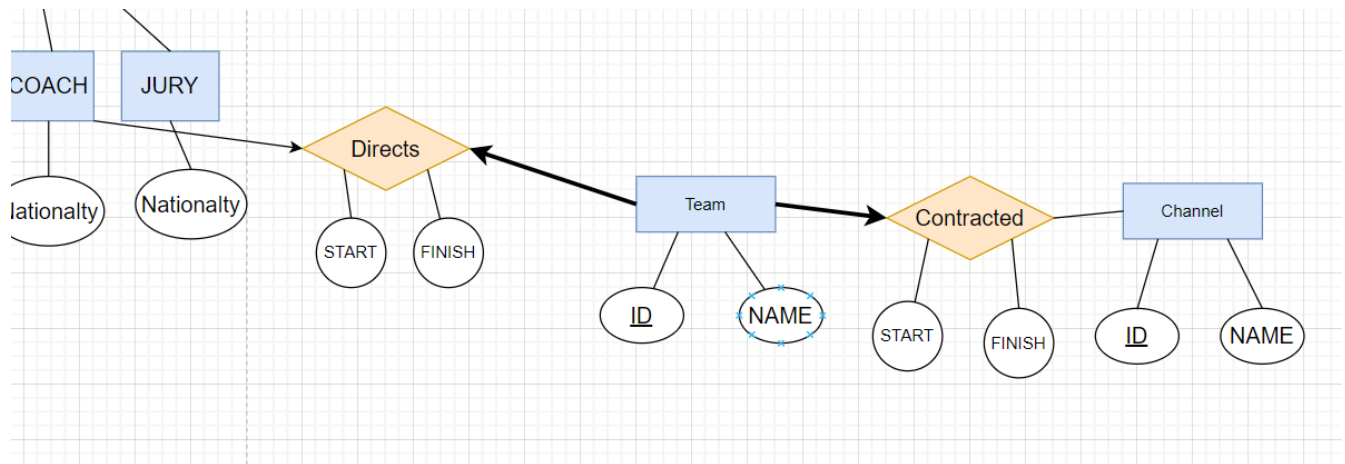 COACH
JURY
Directs
Nationalty
Nationalty
START
FINISH
Team
Contracted
Channel
ID
NAME
START
FINISH
ID
NAME